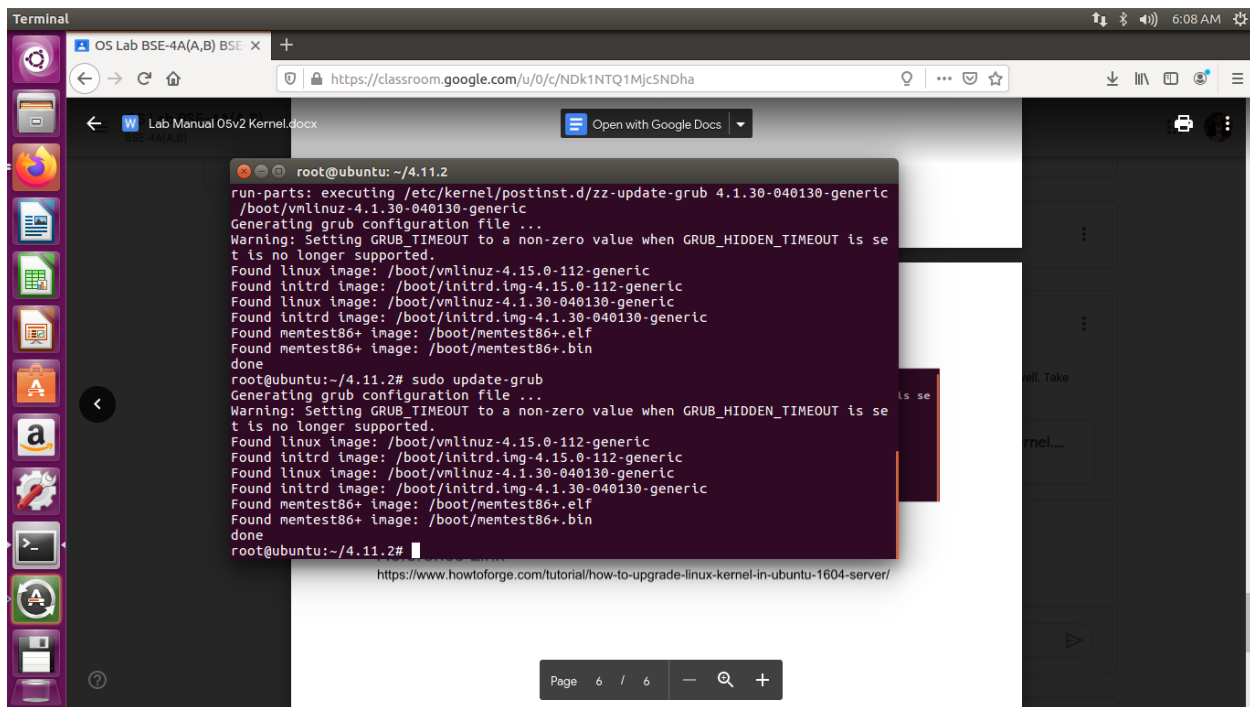 Terminal
6:08 AM
OS Lab BSE-4A(A,B) BSE
https://classroom.google.com/u/0/c/NDk1NTQ1Mjc5NDha
W Lab Manual 05v2 Kernel.docx
BSE-4A(A,B)
Open with Google Docs
root@ubuntu: ~/4.11.2
run-parts: executing /etc/kernel/postinst.d/zz-update-grub 4.1.30-040130-generic
/boot/vmlinuz-4.1.30-040130-generic
Generating grub configuration file ...
Warning: Setting GRUB_TIMEOUT to a non-zero value when GRUB_HIDDEN_TIMEOUT is se
t is no longer supported.
Found linux image: /boot/vmlinuz-4.15.0-112-generic
Found initrd image: /boot/initrd.img-4.15.0-112-generic
Found linux image: /boot/vmlinuz-4.1.30-040130-generic
Found initrd image: /boot/initrd.img-4.1.30-040130-generic
Found memtest86+ image: /boot/memtest86+.elf
Found memtest86+ image: /boot/memtest86+.bin
done
root@ubuntu:~/4.11.2# sudo update-grub
Generating grub configuration file ...
Warning: Setting GRUB_TIMEOUT to a non-zero value when GRUB_HIDDEN_TIMEOUT is se
t is no longer supported.
Found linux image: /boot/vmlinuz-4.15.0-112-generic
Found initrd image: /boot/initrd.img-4.15.0-112-generic
Found linux image: /boot/vmlinuz-4.1.30-040130-generic
Found initrd image: /boot/initrd.img-4.1.30-040130-generic
Found memtest86+ image: /boot/memtest86+.elf
Found memtest86+ image: /boot/memtest86+.bin
done
root@ubuntu:~/4.11.2#
is se
vell. Take
rnel....
https://www.howtoforge.com/tutorial/how-to-upgrade-linux-kernel-in-ubuntu-1604-server/
Page 6 / 6